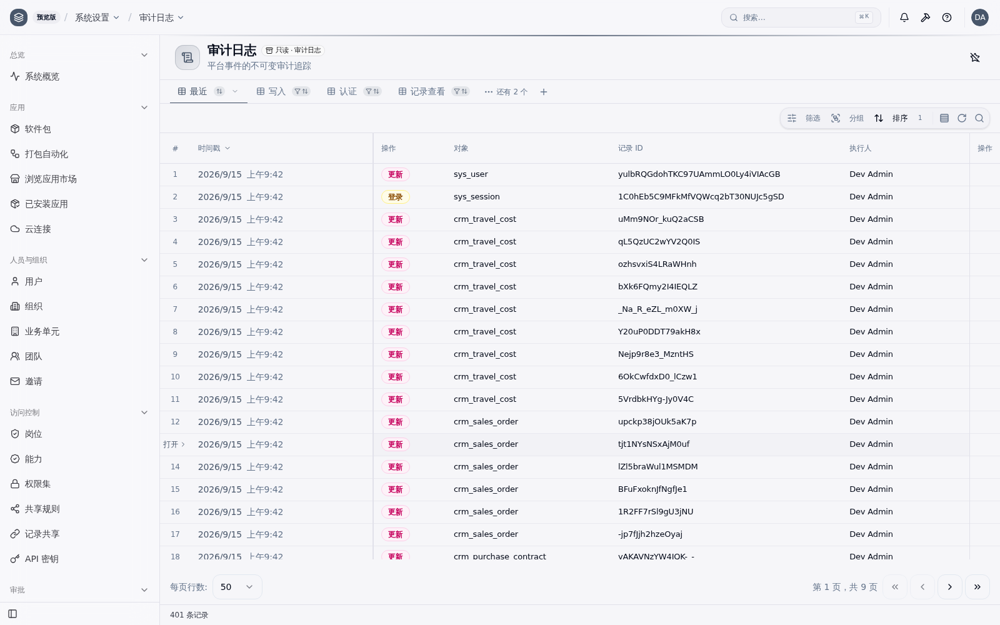 预览版 / 系统设置 / 审计日志 搜索... ⌘K DA
总览
系统概览
应用
软件包
打包自动化
浏览应用市场
已安装应用
云连接
人员与组织
用户
组织
业务单元
团队
邀请
访问控制
岗位
能力
权限集
共享规则
记录共享
API 密钥
审批
审计日志 只读 · 审计日志
平台事件的不可变审计追踪
最近 写入 认证 记录查看 还有 2 个
筛选 分组 排序 1
# 时间戳 操作 对象 记录 ID 执行人 操作
1 2026/9/15 上午9:42 更新 sys_user yulbRQGdohTKC97UAmmLO0Ly4iVIAcGB Dev Admin
2 2026/9/15 上午9:42 登录 sys_session 1C0hEb5C9MFkMfVQWcq2bT30NUJc5gSD Dev Admin
3 2026/9/15 上午9:42 更新 crm_travel_cost uMm9NOr_kuQ2aCSB Dev Admin
4 2026/9/15 上午9:42 更新 crm_travel_cost qL5QzUC2wYV2Q0IS Dev Admin
5 2026/9/15 上午9:42 更新 crm_travel_cost ozhsvxiS4LRaWHnh Dev Admin
6 2026/9/15 上午9:42 更新 crm_travel_cost bXk6FQmy2I4IEQLZ Dev Admin
7 2026/9/15 上午9:42 更新 crm_travel_cost _Na_R_eZL_m0XW_j Dev Admin
8 2026/9/15 上午9:42 更新 crm_travel_cost Y20uP0DDT79akH8x Dev Admin
9 2026/9/15 上午9:42 更新 crm_travel_cost Nejp9r8e3_MzntHS Dev Admin
10 2026/9/15 上午9:42 更新 crm_travel_cost 6OkCwfdxD0_lCzw1 Dev Admin
11 2026/9/15 上午9:42 更新 crm_travel_cost 5VrdbkHYg-Jy0V4C Dev Admin
12 2026/9/15 上午9:42 更新 crm_sales_order upckp38jOUk5aK7p Dev Admin
打开 2026/9/15 上午9:42 更新 crm_sales_order tjt1NYsNSxAjM0uf Dev Admin
14 2026/9/15 上午9:42 更新 crm_sales_order lZl5braWul1MSMDM Dev Admin
15 2026/9/15 上午9:42 更新 crm_sales_order BFuFxoknJfNgfJe1 Dev Admin
16 2026/9/15 上午9:42 更新 crm_sales_order 1R2FF7rSl9gU3jNU Dev Admin
17 2026/9/15 上午9:42 更新 crm_sales_order -jp7fJjh2hzeOyaj Dev Admin
18 2026/9/15 上午9:42 更新 crm_purchase_contract vAKAVNzYW4IOK-_- Dev Admin
每页行数: 50 第 1 页，共 9 页
401 条记录